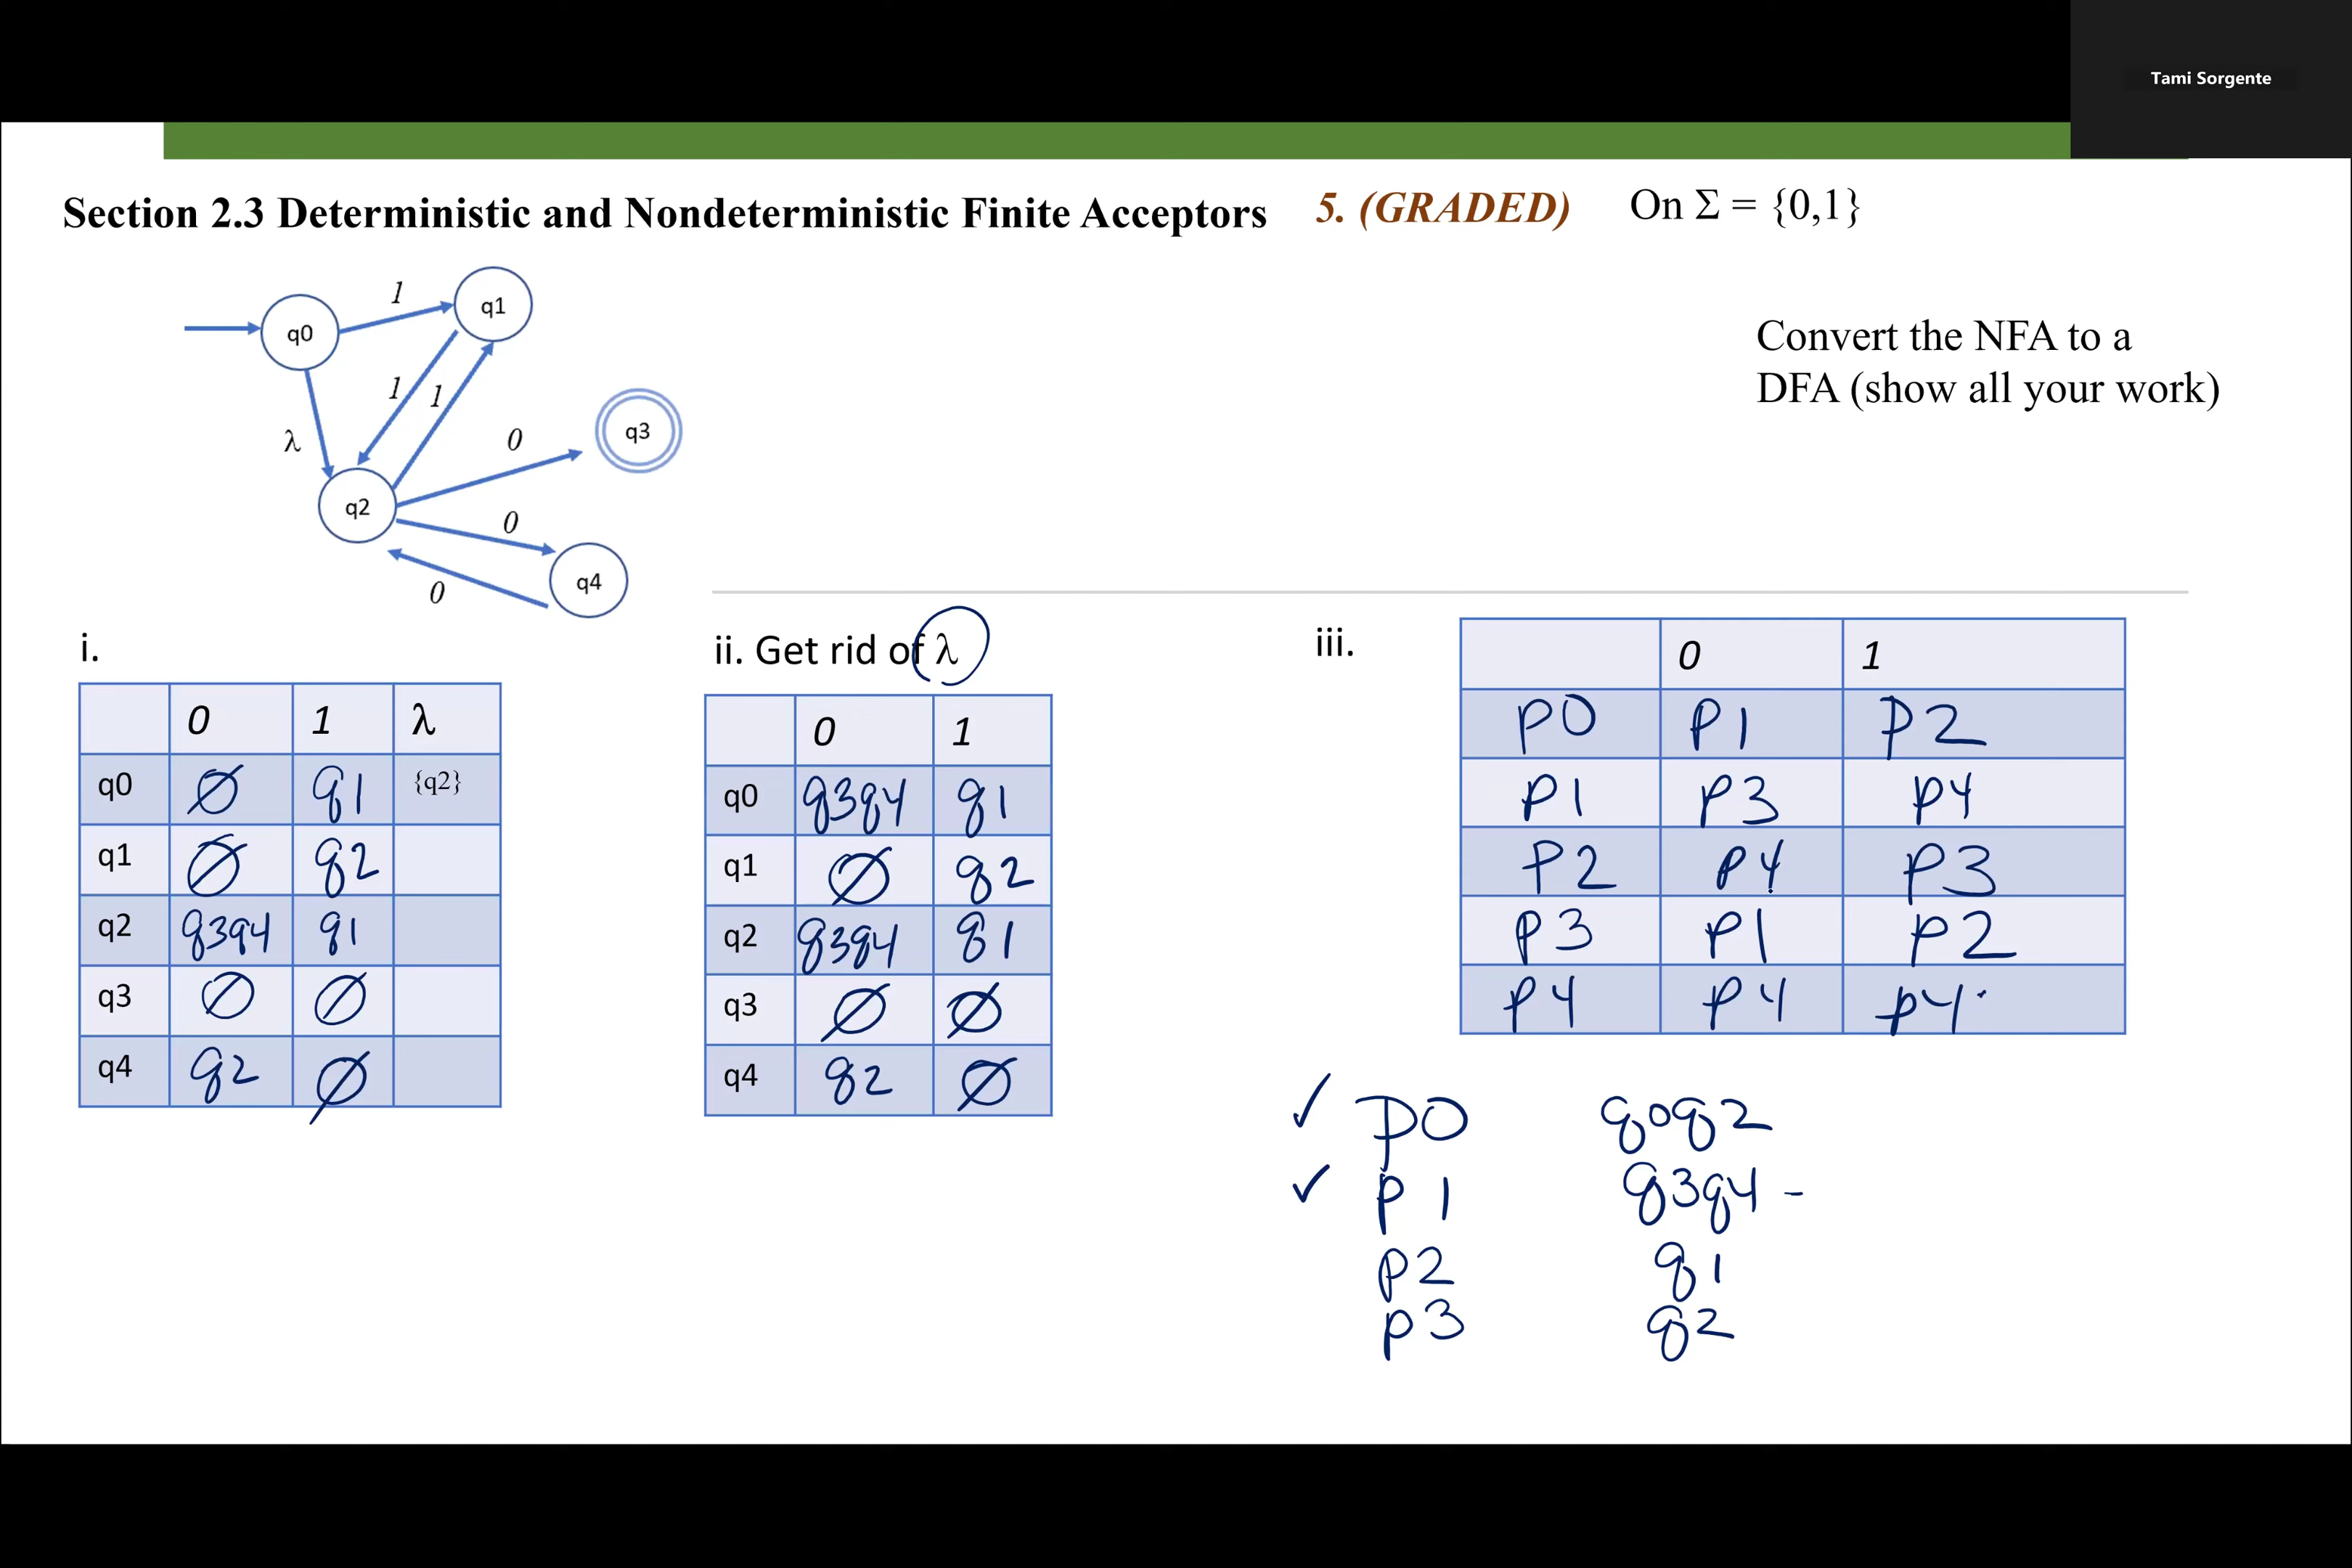 Tami Sorgente
Section 2.3 Deterministic and Nondeterministic Finite Acceptors 5. (GRADED) On Σ = {0,1}
Convert the NFA to a
DFA (show all your work)
1
q1
q0
1 1
λ
0
q3
q2
0
0
q4
i.
0 1 λ
q0 ∅ q1 {q2}
q1 ∅ q2
q2 q3q4 q1
q3 ∅ ∅
q4 q2 ∅
ii. Get rid of λ
0 1
q0 q3q4 q1
q1 ∅ q2
q2 q3q4 q1
q3 ∅ ∅
q4 q2 ∅
iii.
0 1
p0 p1 p2
p1 p3 p4
p2 p4 p3
p3 p1 p2
p4 p4 p4
✓ p0 q0q2
✓ p1 q3q4 -
p2 q1
p3 q2